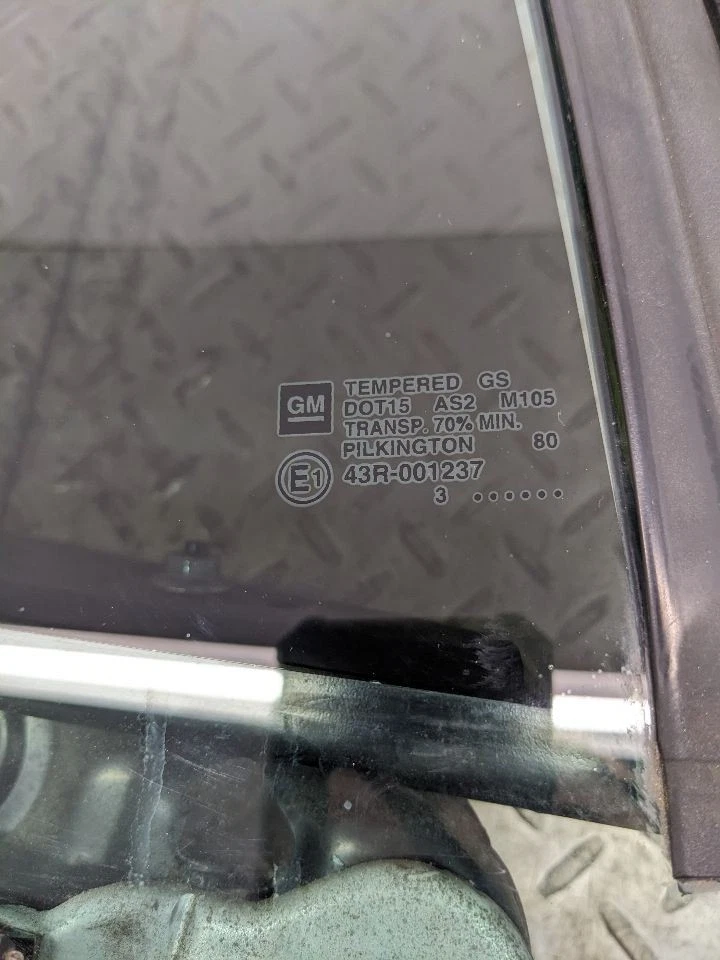 GM
TEMPERED GS
DOT15 AS2 M105
TRANSP. 70% MIN.
PILKINGTON 80
E1
43R-001237
3 ••••••